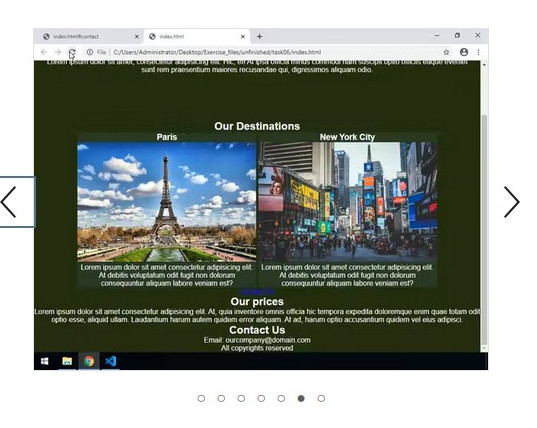 index.html#contact
index.html
File | C:/Users/Administrator/Desktop/Exercise_files/unfinished/task06/index.html
Lorem ipsum dolor sit amet, consectetur adipisicing elit. Hic, et! At ipsa officia minus commodi nam suscipit optio officiis eaque eveniet
sunt rem praesentium maiores recusandae qui, dignissimos aliquam odio.
Our Destinations
Paris
New York City
Lorem ipsum dolor sit amet consectetur adipisicing elit.
At debitis voluptatum odit fugit non dolorum
consequuntur aliquam labore veniam est?
Lorem ipsum dolor sit amet consectetur adipisicing elit.
At debitis voluptatum odit fugit non dolorum
consequuntur aliquam labore veniam est?
Our prices
Lorem ipsum dolor sit amet consectetur adipisicing elit. At, quia inventore omnis officia hic tempora expedita doloremque enim quae totam odit
optio esse, aliquid ullam. Laudantium harum autem quidem error aliquam. At ad, harum optio accusantium quidem vel eius adipisci.
Contact Us
Email: ourcompany@domain.com
All copyrights reserved